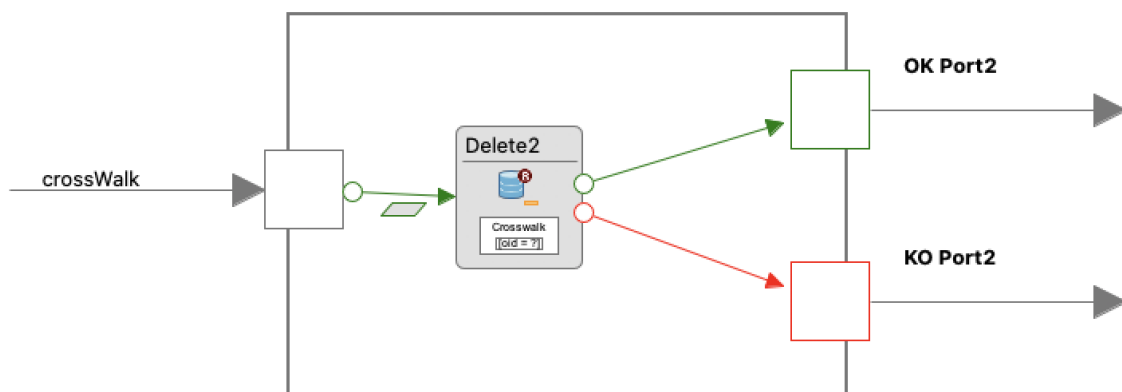 crossWalk
Delete2
R
Crosswalk
[[oid = ?]]
OK Port2
KO Port2